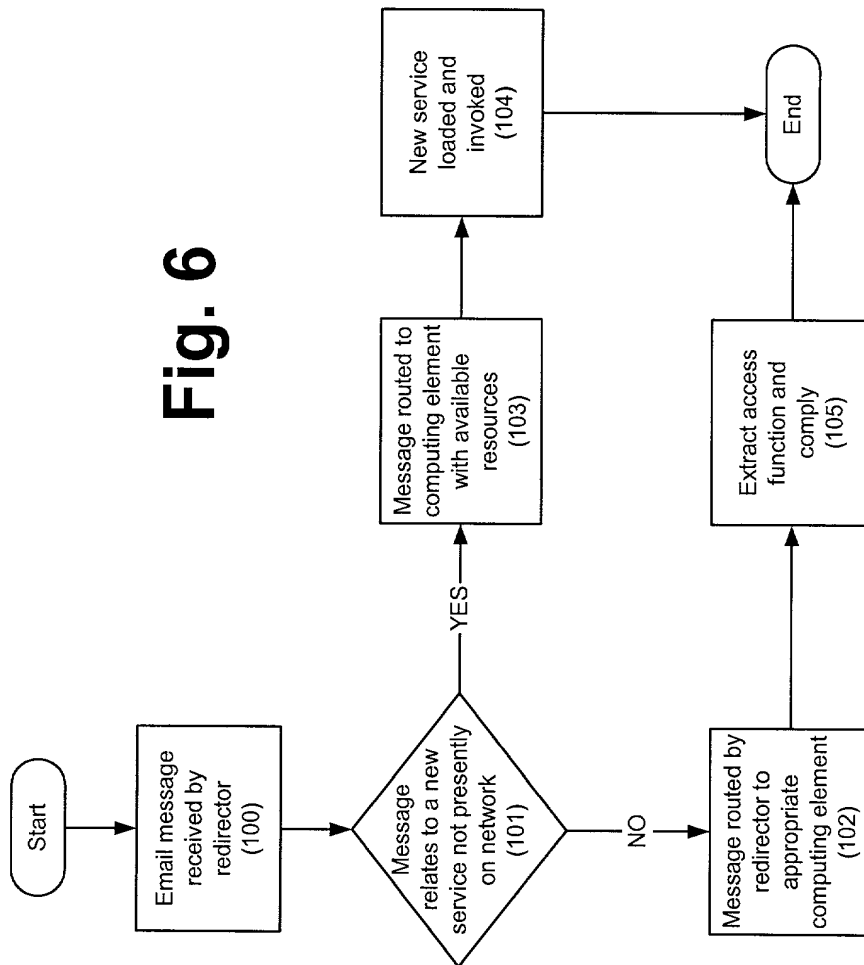 Fig. 6
Start
Email message
received by
redirector
(100)
Message
relates to a new
service not presently
on network
(101)
YES
Message routed to
computing element
with available
resources
(103)
New service
loaded and
invoked
(104)
NO
Message routed by
redirector to
appropriate
computing element
(102)
Extract access
function and
comply
(105)
End